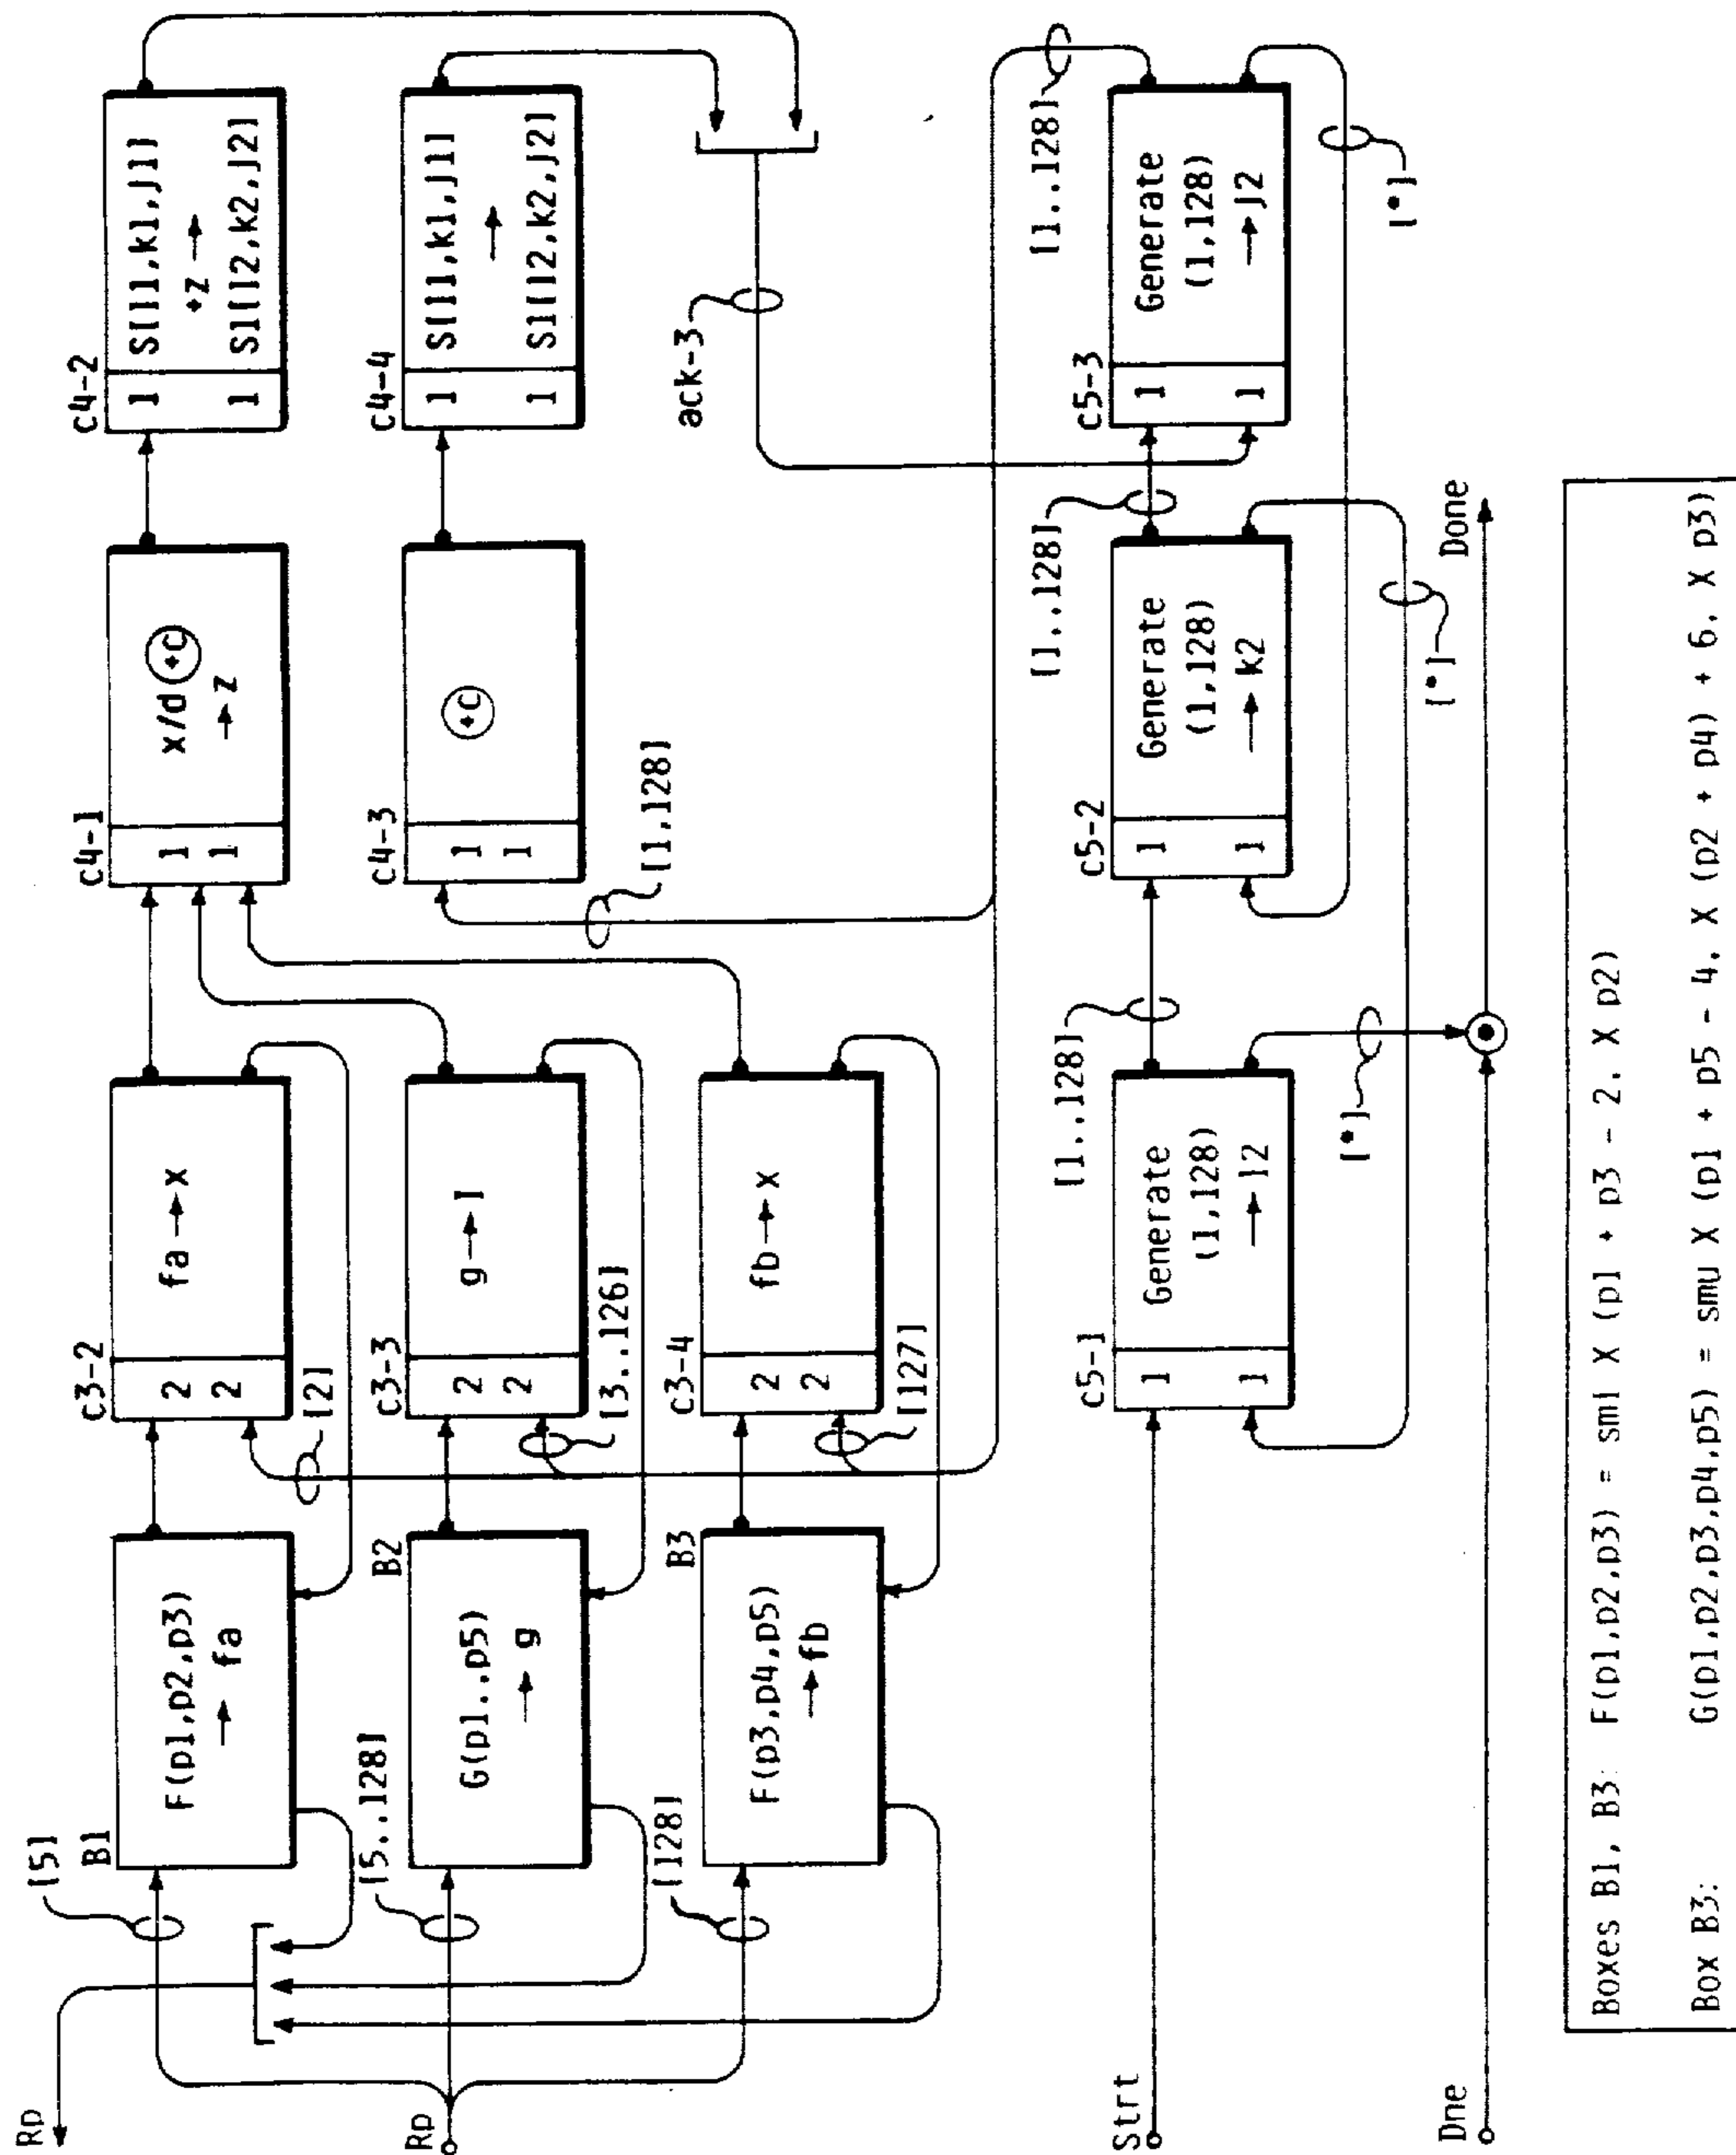 Rp
Rp
[5]
B1
F(p1,p2,p3)
→ fa
[5..128]
B2
G(p1..p5)
→ g
[128]
B3
F(p3,p4,p5)
→fb
c3-2
2
2
fa→x
[2]
c3-3
2
2
g→l
[3..126]
c3-4
2
2
fb→x
[127]
c4-1
1
1
x/d +c
→ z
c4-3
1
1
+c
[1,128]
c4-2
1
1
S[l1,k1,j1]
+z →
S1[l2,k2,j2]
c4-4
1
1
S[l1,k1,j1]
→
S1[l2,k2,j2]
ack-3
Strt
c5-1
1
1
Generate
(1,128)
→l2
[1..128]
[*]
c5-2
1
1
Generate
(1,128)
→ k2
[1..128]
[*]
c5-3
1
1
Generate
(1,128)
→j2
[1..128]
[*]
Dne
Done
Boxes B1, B3: F(p1,p2,p3) = sml X (p1 + p3 - 2. X p2)
Box B3: G(p1,p2,p3,p4,p5) = smu X (p1 + p5 - 4. X (p2 + p4) + 6. X p3)